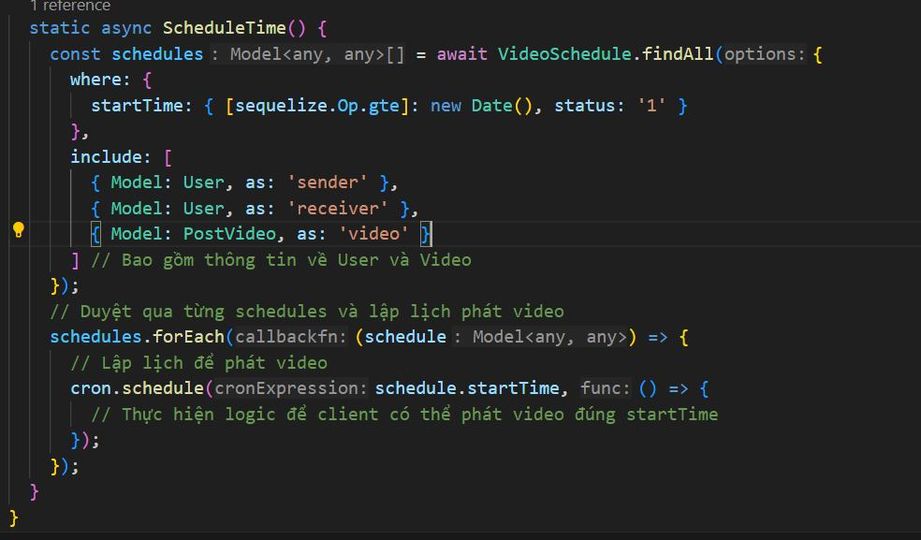 1 reference
static async ScheduleTime() {
const schedules : Model<any, any>[] = await VideoSchedule.findAll( options: {
where: {
startTime: { [sequelize.Op.gte]: new Date(), status: '1' }
},
include: [
{ Model: User, as: 'sender' },
{ Model: User, as: 'receiver' },
{ Model: PostVideo, as: 'video' }
] // Bao gồm thông tin về User và Video
});
// Duyệt qua từng schedules và lập lịch phát video
schedules.forEach( callbackfn: (schedule : Model<any, any>) => {
// Lập lịch để phát video
cron.schedule( cronExpression: schedule.startTime, func: () => {
// Thực hiện logic để client có thể phát video đúng startTime
});
});
}
}